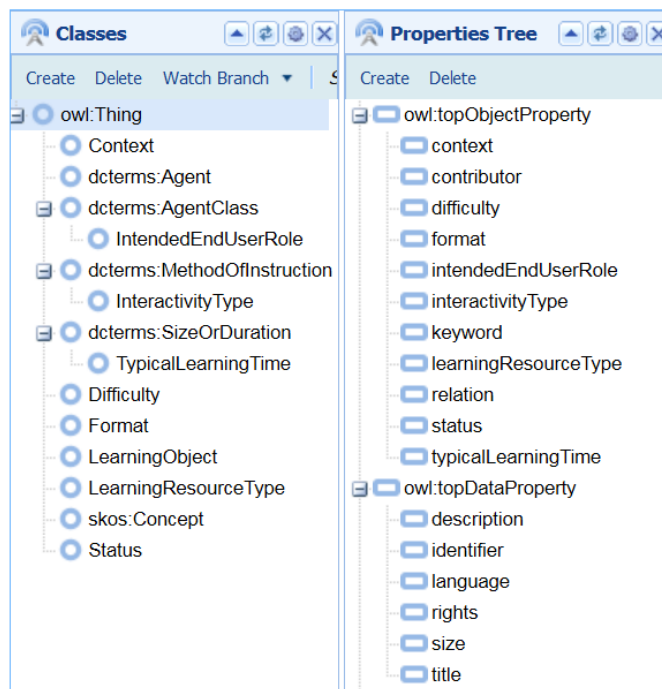 Classes
Create Delete Watch Branch S
owl:Thing
Context
dcterms:Agent
dcterms:AgentClass
IntendedEndUserRole
dcterms:MethodOfInstruction
InteractivityType
dcterms:SizeOrDuration
TypicalLearningTime
Difficulty
Format
LearningObject
LearningResourceType
skos:Concept
Status
Properties Tree
Create Delete
owl:topObjectProperty
context
contributor
difficulty
format
intendedEndUserRole
interactivityType
keyword
learningResourceType
relation
status
typicalLearningTime
owl:topDataProperty
description
identifier
language
rights
size
title